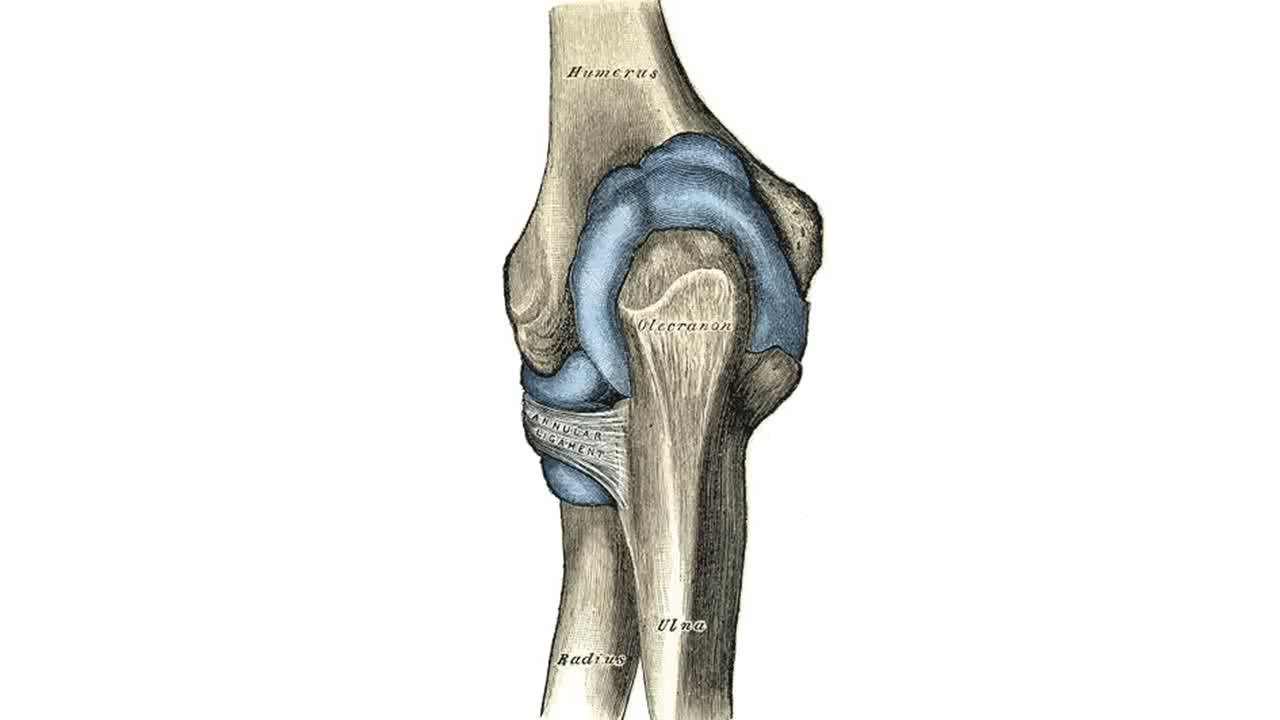 Humerus
Olecranon
ANNULAR
LIGAMENT
Ulna
Radius